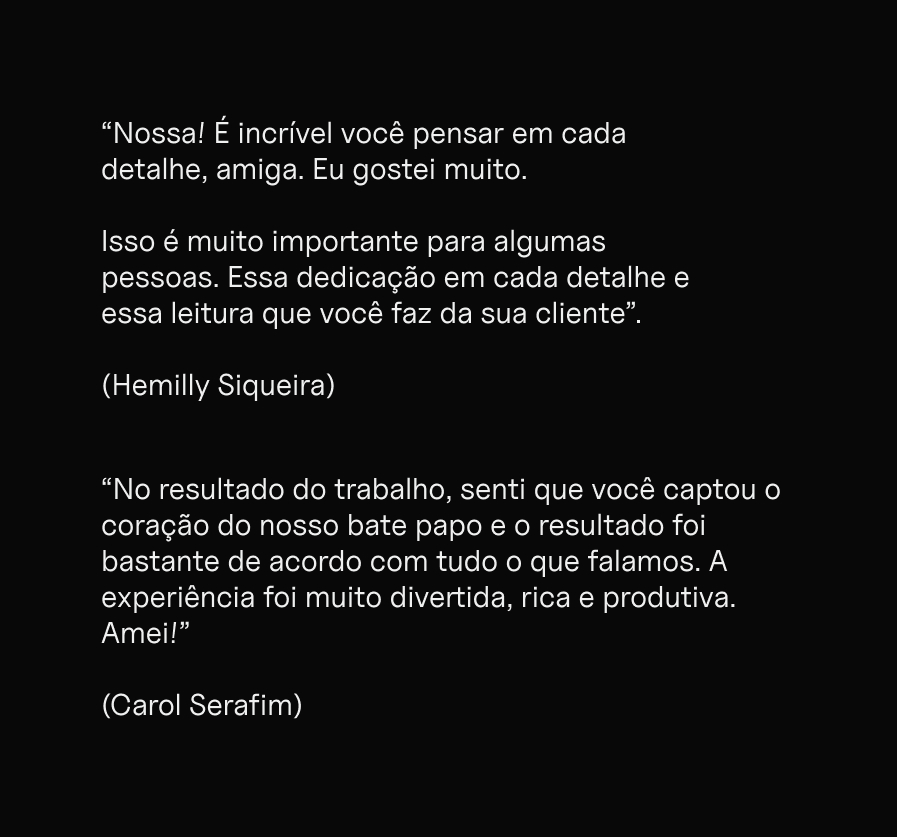 “Nossa! É incrível você pensar em cada
detalhe, amiga. Eu gostei muito.
Isso é muito importante para algumas
pessoas. Essa dedicação em cada detalhe e
essa leitura que você faz da sua cliente”.
(Hemilly Siqueira)
“No resultado do trabalho, senti que você captou o
coração do nosso bate papo e o resultado foi
bastante de acordo com tudo o que falamos. A
experiência foi muito divertida, rica e produtiva.
Amei!”
(Carol Serafim)